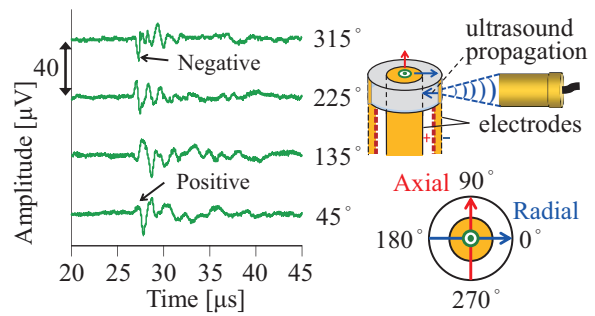 40
Amplitude [µV]
Negative
Positive
315°
225°
135°
45°
20 25 30 35 40 45
Time [µs]
ultrasound
propagation
electrodes
+ −
90°
Axial
Radial
180°
0°
270°